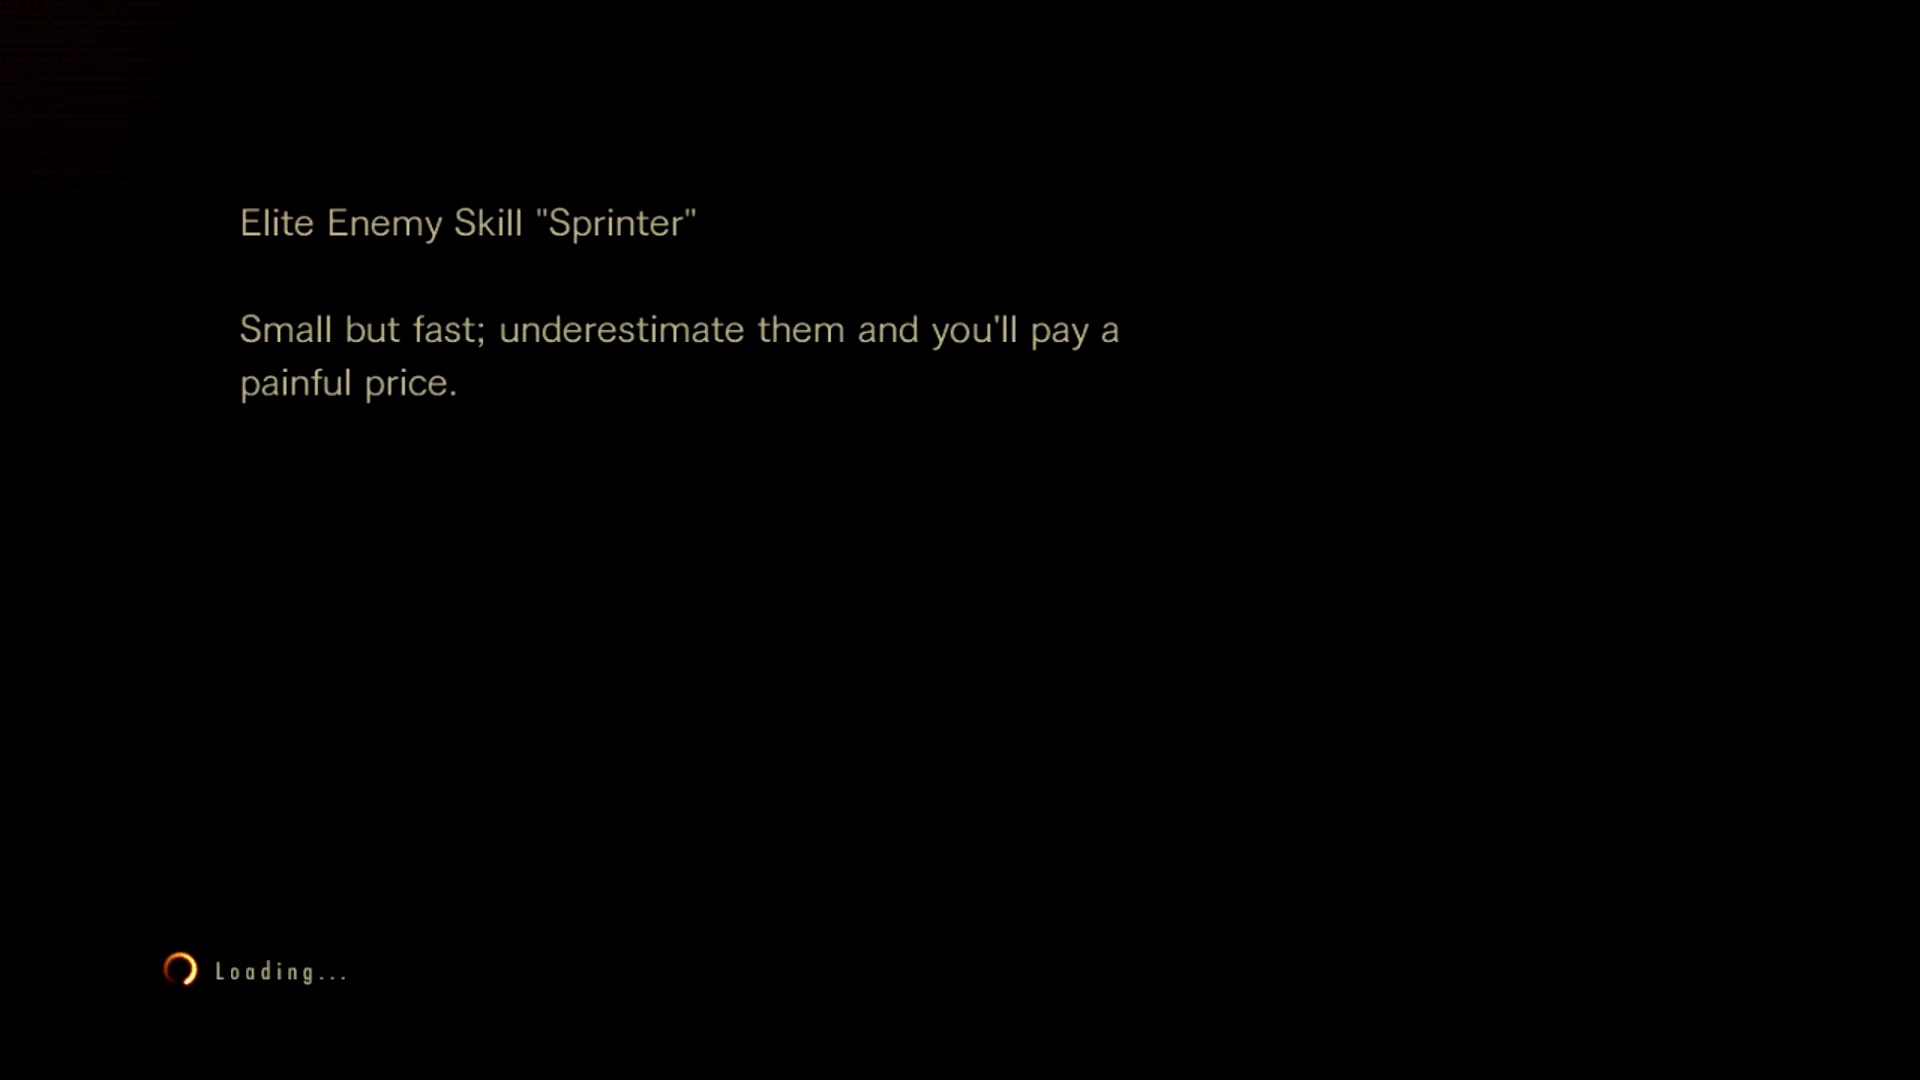 Elite Enemy Skill "Sprinter"
Small but fast; underestimate them and you'll pay a
painful price.
Loading...